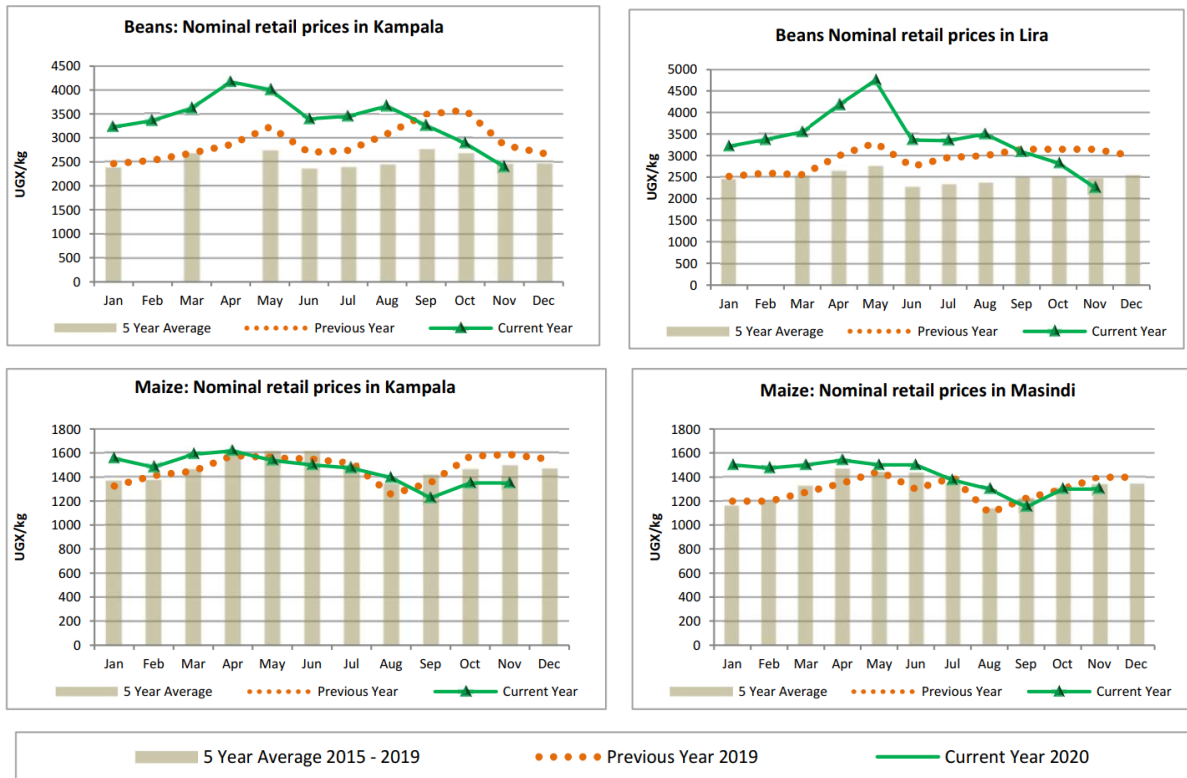 Beans: Nominal retail prices in Kampala
UGX/kg
4500
4000
3500
3000
2500
2000
1500
1000
500
0
Jan Feb Mar Apr May Jun Jul Aug Sep Oct Nov Dec
5 Year Average Previous Year Current Year
Beans Nominal retail prices in Lira
UGX/kg
5000
4500
4000
3500
3000
2500
2000
1500
1000
500
0
Jan Feb Mar Apr May Jun Jul Aug Sep Oct Nov Dec
5 Year Average Previous Year Current Year
Maize: Nominal retail prices in Kampala
UGX/kg
1800
1600
1400
1200
1000
800
600
400
200
0
Jan Feb Mar Apr May Jun Jul Aug Sep Oct Nov Dec
5 Year Average Previous Year Current Year
Maize: Nominal retail prices in Masindi
UGX/kg
1800
1600
1400
1200
1000
800
600
400
200
0
Jan Feb Mar Apr May Jun Jul Aug Sep Oct Nov Dec
5 Year Average Previous Year Current Year
5 Year Average 2015 - 2019 Previous Year 2019 Current Year 2020